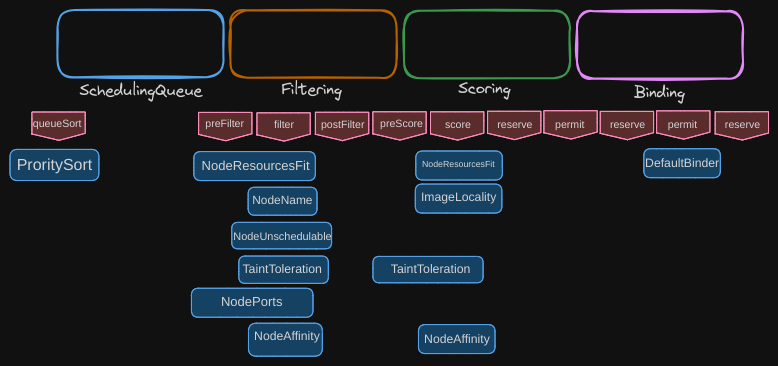 SchedulingQueue
Filtering
Scoring
Binding
queueSort
preFilter
filter
postFilter
preScore
score
reserve
permit
reserve
permit
reserve
ProritySort
NodeResourcesFit
NodeResourcesFit
DefaultBinder
NodeName
ImageLocality
NodeUnschedulable
TaintToleration
TaintToleration
NodePorts
NodeAffinity
NodeAffinity